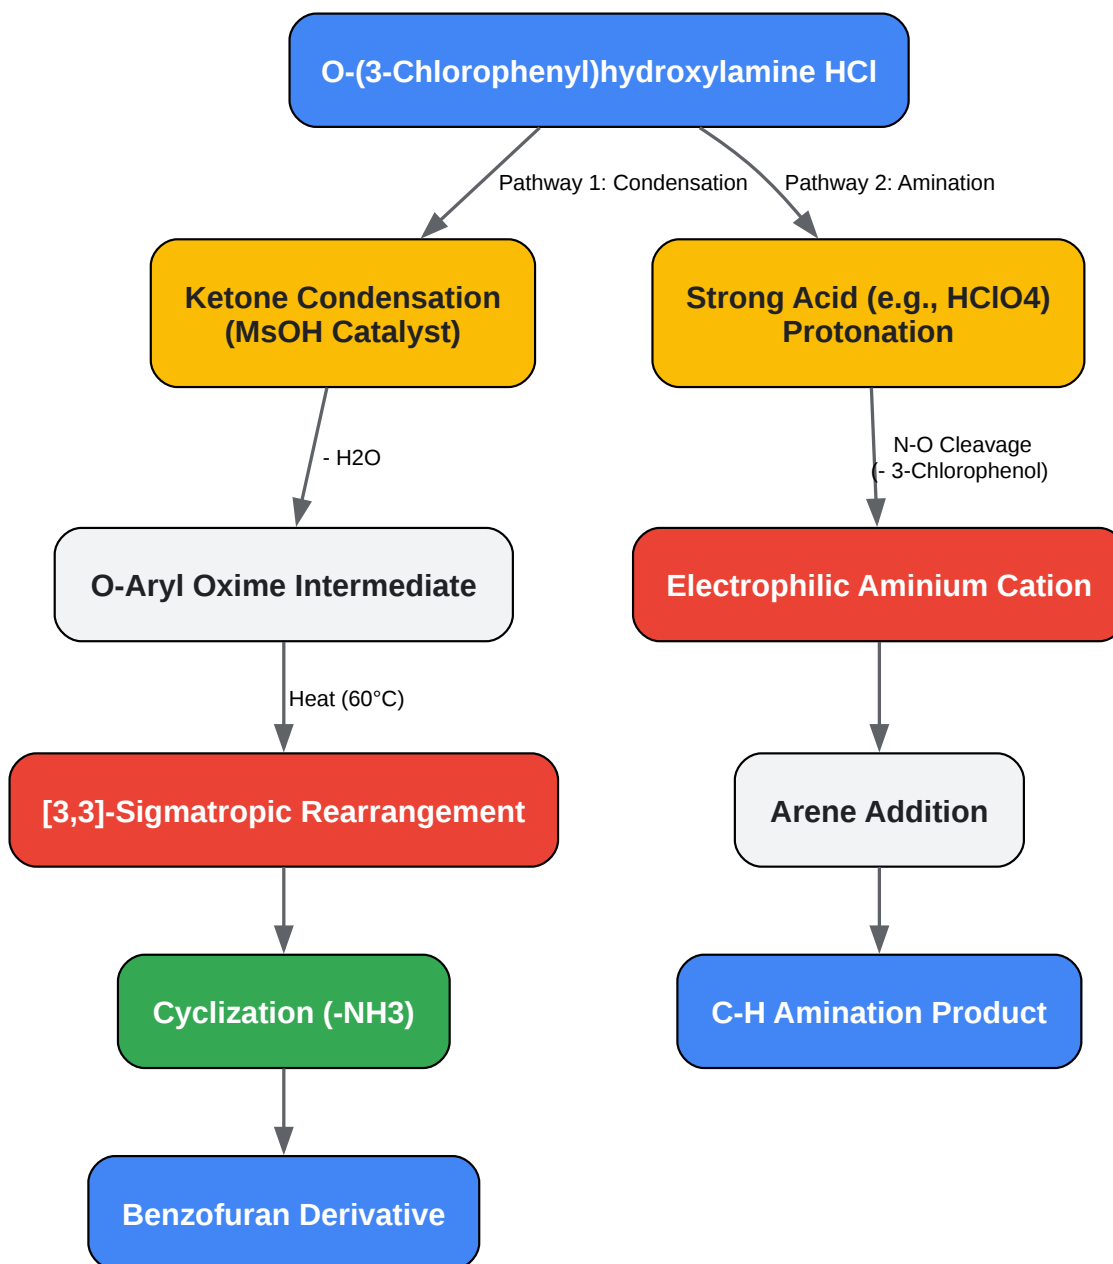 O-(3-Chlorophenyl)hydroxylamine HCl
Pathway 1: Condensation
Pathway 2: Amination
Ketone Condensation
(MsOH Catalyst)
Strong Acid (e.g., HClO4)
Protonation
- H2O
N-O Cleavage
(- 3-Chlorophenol)
O-Aryl Oxime Intermediate
Electrophilic Aminium Cation
Heat (60°C)
[3,3]-Sigmatropic Rearrangement
Arene Addition
Cyclization (-NH3)
C-H Amination Product
Benzofuran Derivative